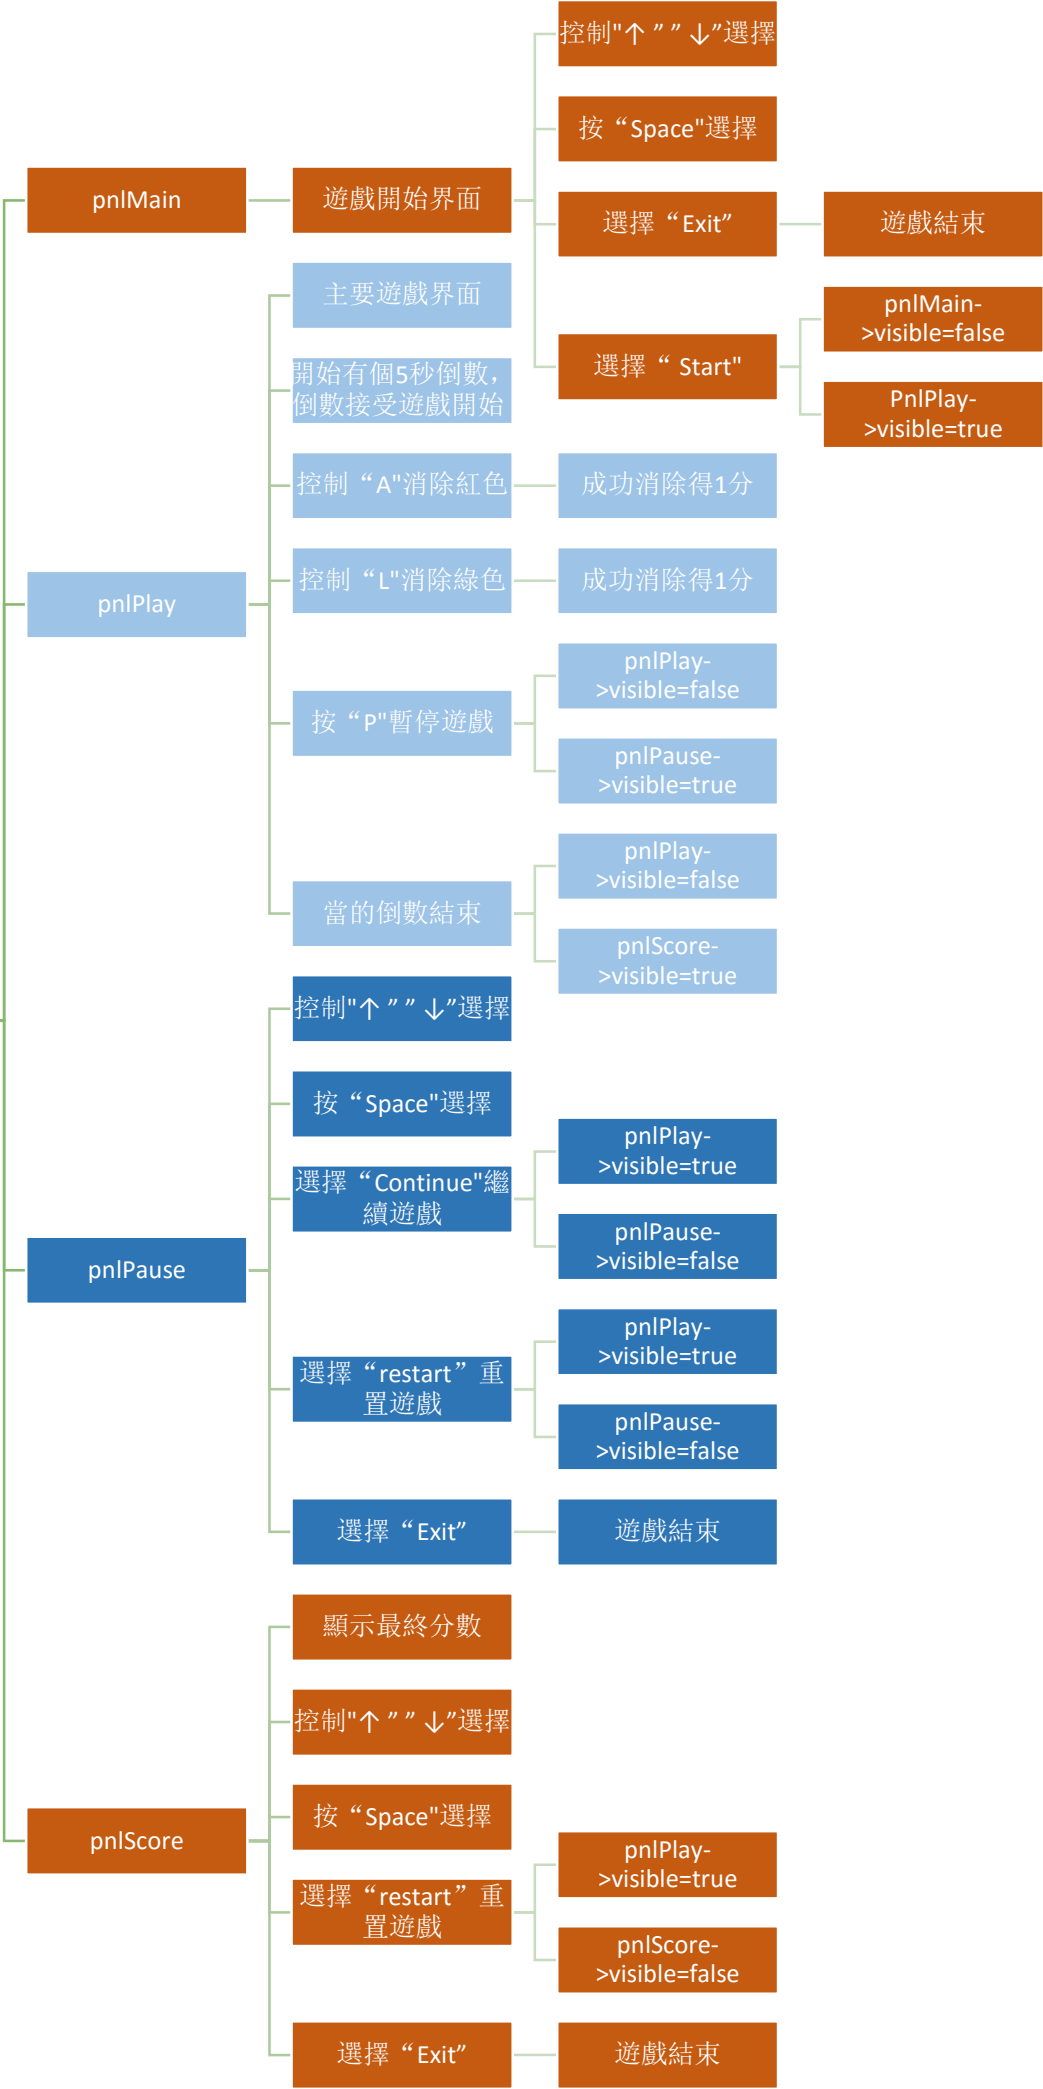 pnlMain
遊戲開始界面
控制"↑ ” ” ↓”選擇
按“Space"選擇
選擇“Exit”
遊戲結束
選擇“ Start"
pnlMain-
>visible=false
PnlPlay-
>visible=true
pnlPlay
主要遊戲界面
開始有個5秒倒數，
倒數接受遊戲開始
控制“A"消除紅色
成功消除得1分
控制“L"消除綠色
成功消除得1分
按“P"暫停遊戲
pnlPlay-
>visible=false
pnlPause-
>visible=true
當的倒數結束
pnlPlay-
>visible=false
pnlScore-
>visible=true
pnlPause
控制"↑ ” ” ↓”選擇
按“Space"選擇
選擇“Continue"繼
續遊戲
pnlPlay-
>visible=true
pnlPause-
>visible=false
選擇“restart”重
置遊戲
pnlPlay-
>visible=true
pnlPause-
>visible=false
選擇“Exit”
遊戲結束
pnlScore
顯示最終分數
控制"↑ ” ” ↓”選擇
按“Space"選擇
選擇“restart”重
置遊戲
pnlPlay-
>visible=true
pnlScore-
>visible=false
選擇“Exit”
遊戲結束